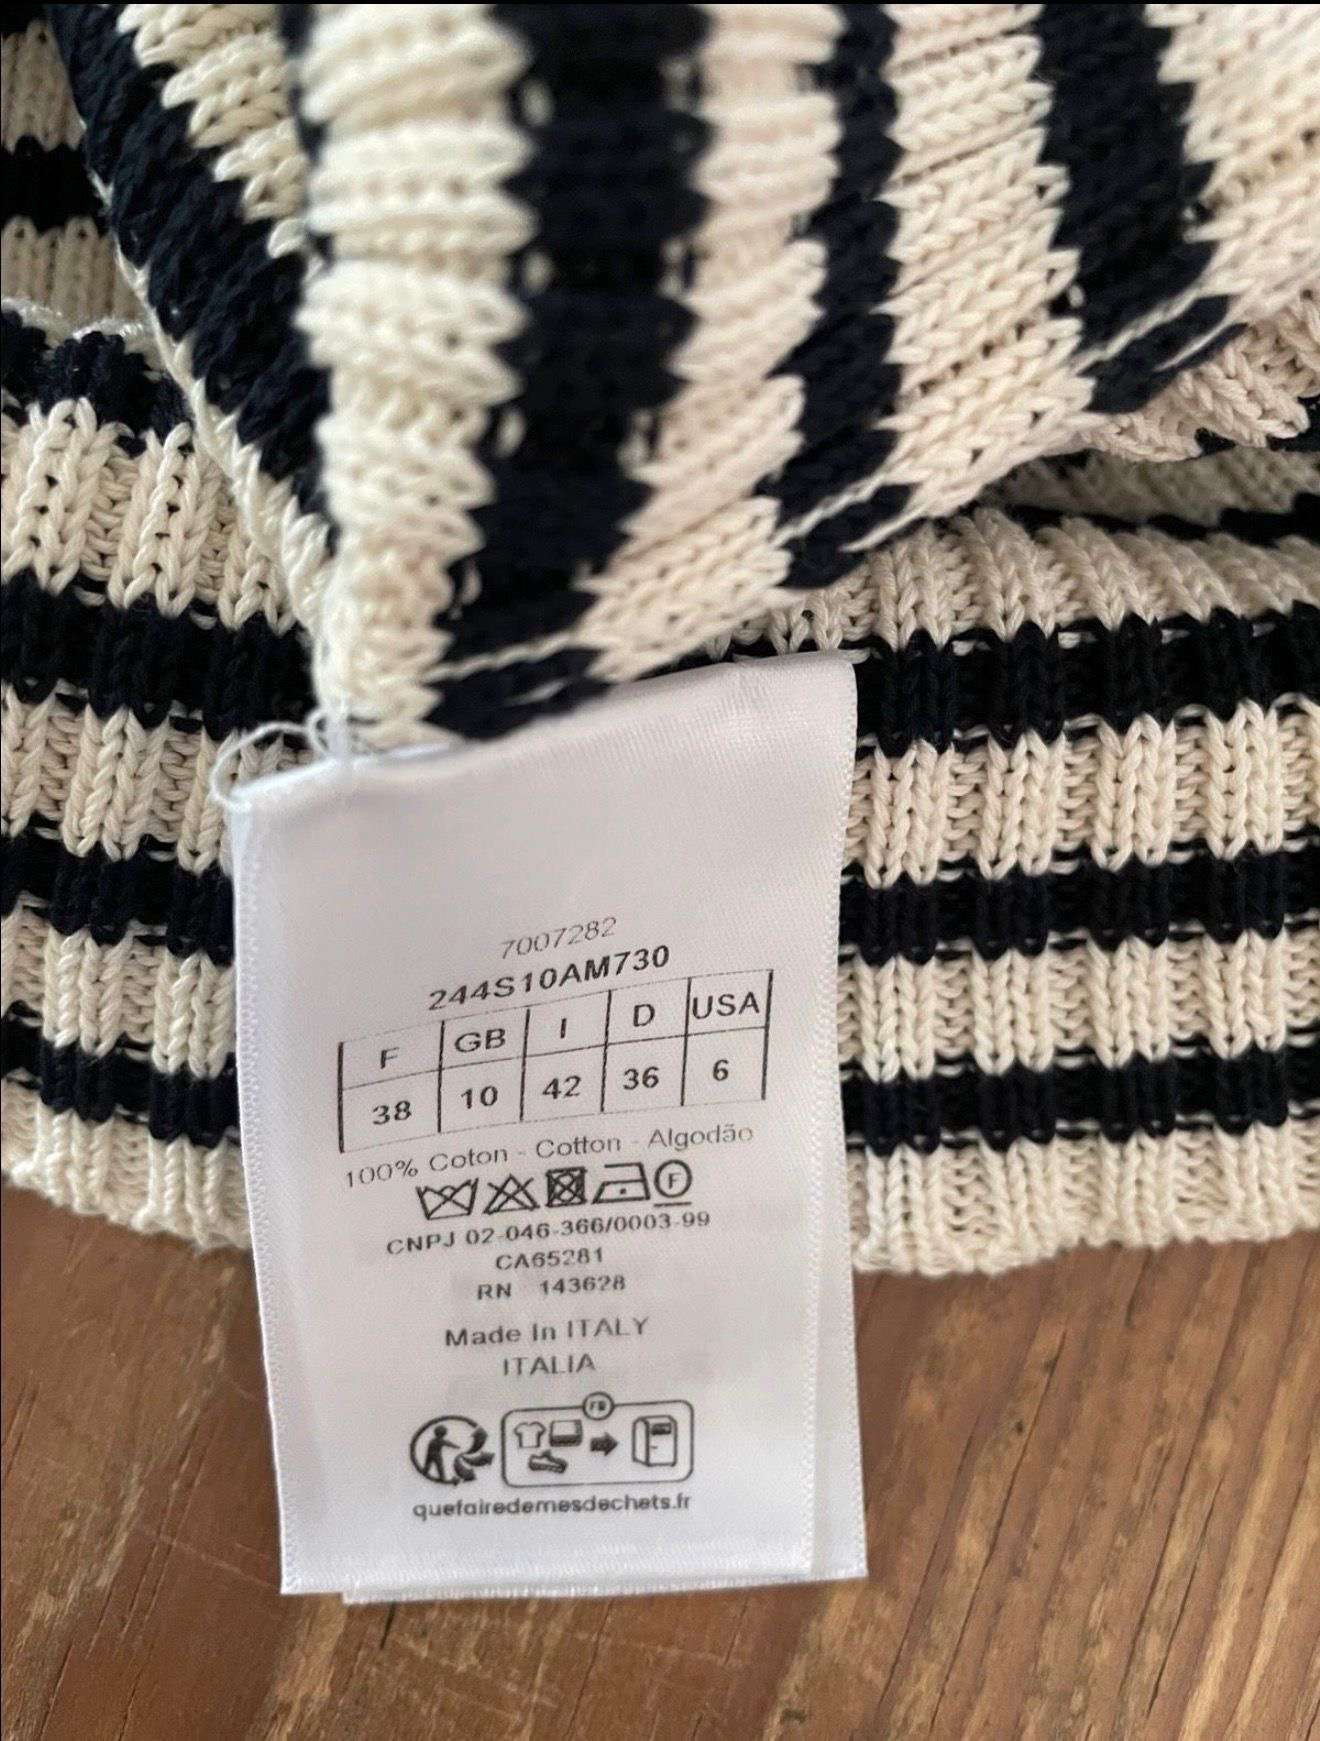 7007282
244S10AM730
F GB I D USA
38 10 42 36 6
100% Coton - Cotton - Algodão
F
CNPJ 02-046-366/0003-99
CA65281
RN 143628
Made In ITALY
ITALIA
FR
quefairedemesdechets.fr